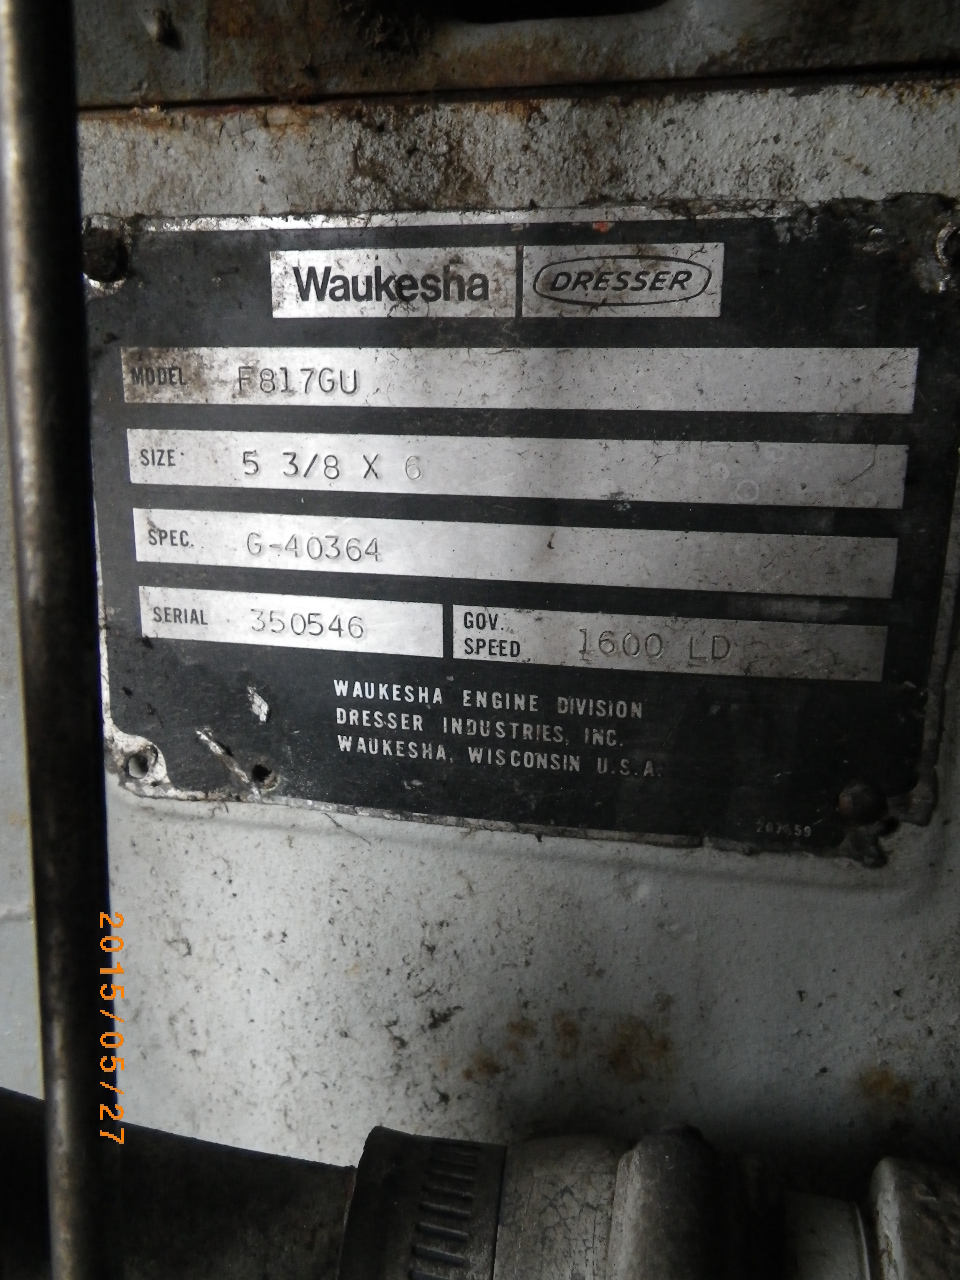 Waukesha DRESSER
MODEL F817GU
SIZE 5 3/8 X 6
SPEC. G-40364
SERIAL 350546
GOV. SPEED 1600 LD
WAUKESHA ENGINE DIVISION
DRESSER INDUSTRIES, INC.
WAUKESHA, WISCONSIN U.S.A.
2015/05/27